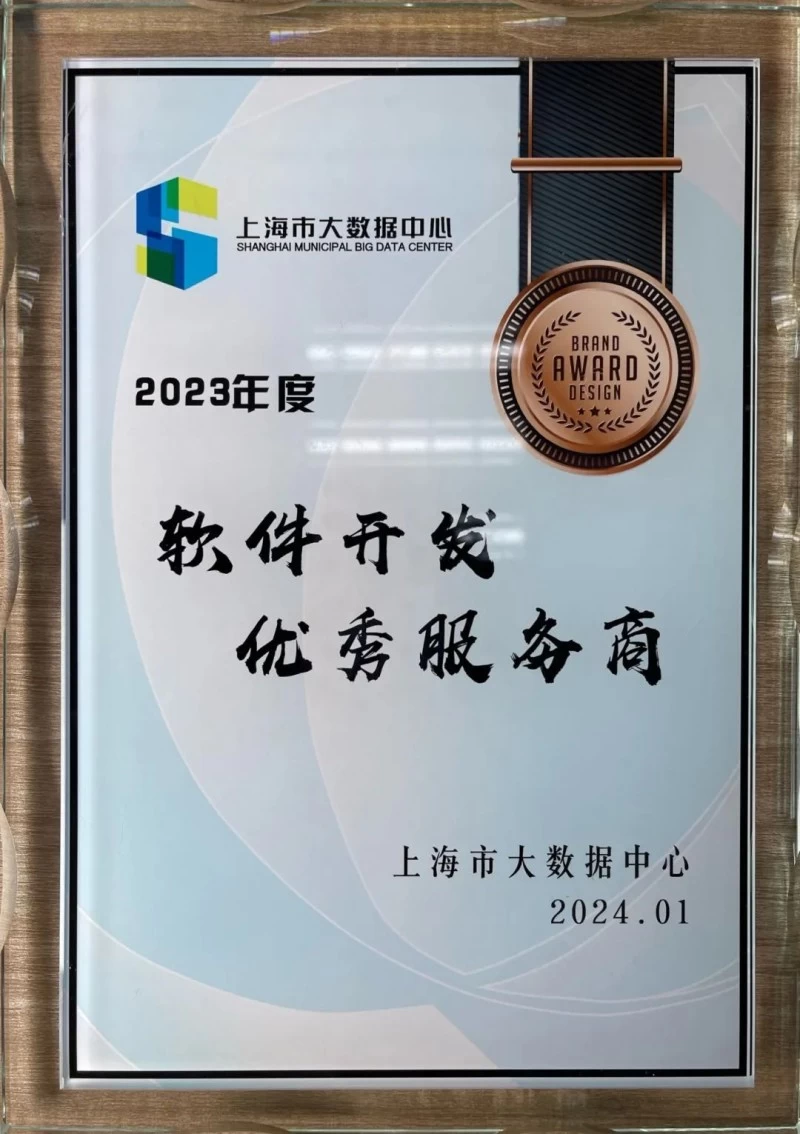 上海市大数据中心
SHANGHAI MUNICIPAL BIG DATA CENTER
BRAND
AWARD
DESIGN
2023年度
软件开发
优秀服务商
上海市大数据中心
2024.01